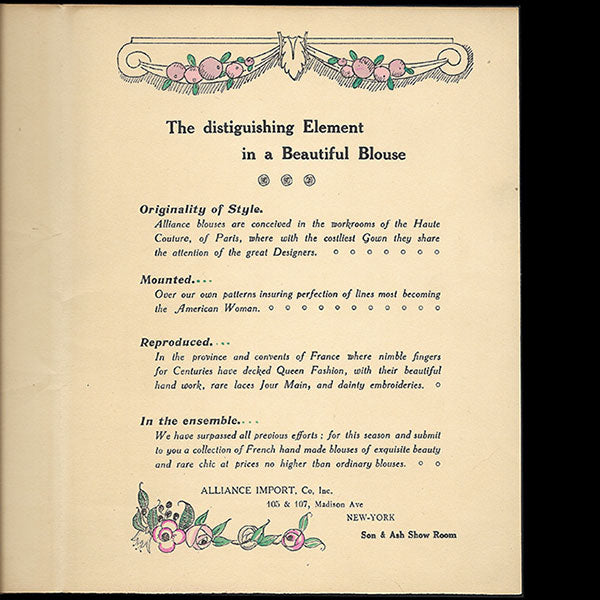 The distiguishing Element
in a Beautiful Blouse
Originality of Style.
Alliance blouses are conceived in the workrooms of the Haute
Couture, of Paris, where with the costliest Gown they share
the attention of the great Designers.
Mounted....
Over our own patterns insuring perfection of lines most becoming
the American Woman.
Reproduced....
In the province and convents of France where nimble fingers
for Centuries have decked Queen Fashion, with their beautiful
hand work, rare laces Jour Main, and dainty embroideries.
In the ensemble....
We have surpassed all previous efforts ; for this season and submit
to you a collection of French hand made blouses of exquisite beauty
and rare chic at prices no higher than ordinary blouses.
ALLIANCE IMPORT, Co, Inc.
105 & 107, Madison Ave
NEW-YORK
Son & Ash Show Room